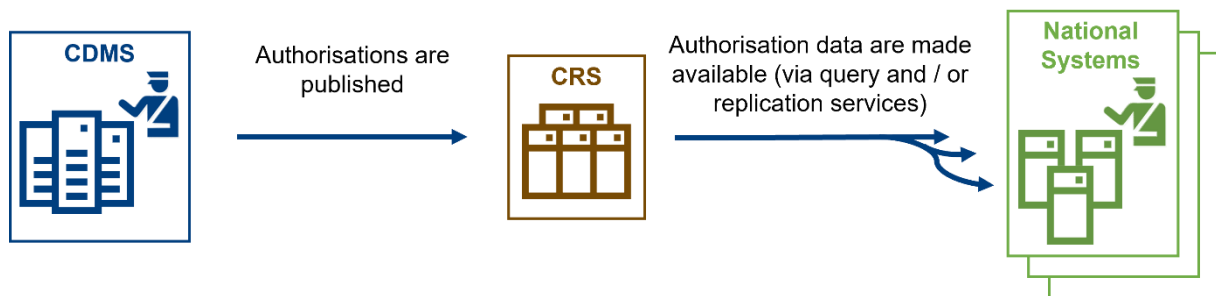 CDMS
Authorisations are
published
CRS
Authorisation data are made
available (via query and / or
replication services)
National
Systems